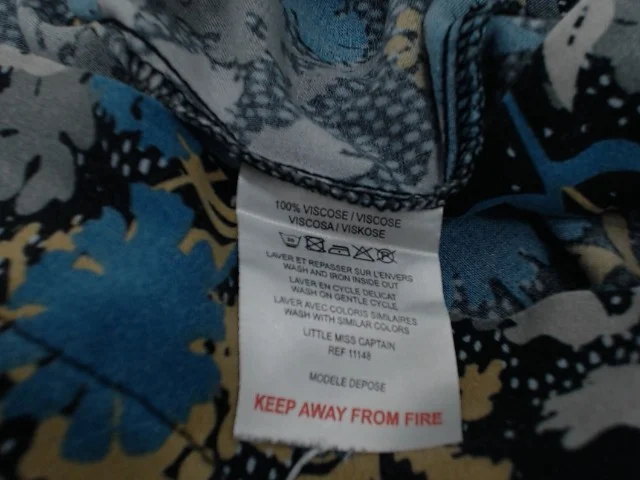 100% VISCOSE / VISCOSE
VISCOSA / VISKOSE
LAVER ET REPASSER SUR L'ENVERS
WASH AND IRON INSIDE OUT
LAVER EN CYCLE DELICAT
WASH ON GENTLE CYCLE
LAVER AVEC COLORIS SIMILAIRES
WASH WITH SIMILAR COLORS
LITTLE MISS CAPTAIN
REF 11148
MODELE DEPOSE
KEEP AWAY FROM FIRE